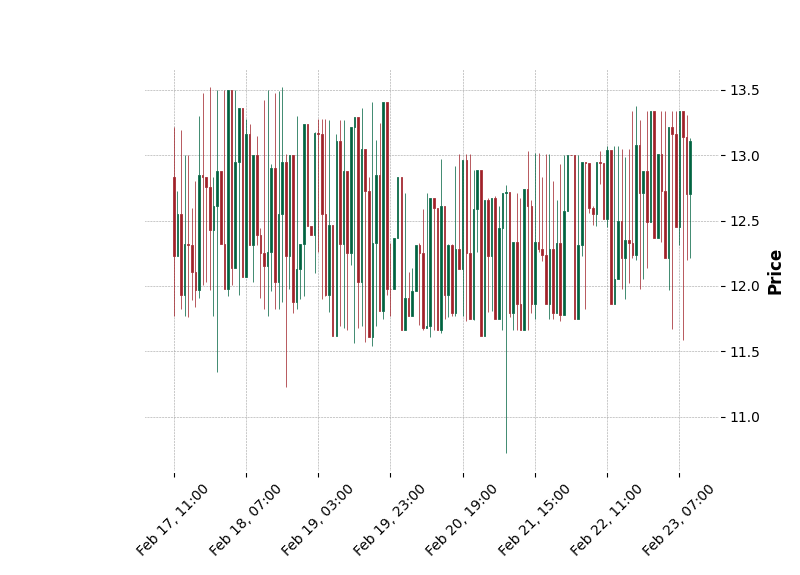 13.5
13.0
12.5
12.0
11.5
11.0
Price
Feb 17, 11:00
Feb 18, 07:00
Feb 19, 03:00
Feb 19, 23:00
Feb 20, 19:00
Feb 21, 15:00
Feb 22, 11:00
Feb 23, 07:00